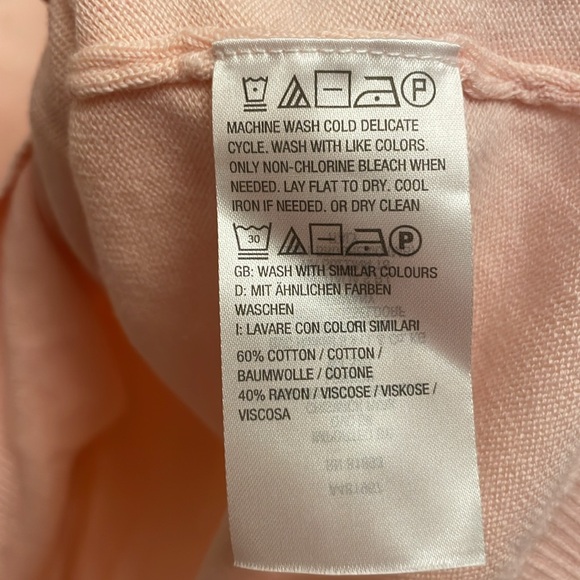 P
MACHINE WASH COLD DELICATE
CYCLE. WASH WITH LIKE COLORS.
ONLY NON-CHLORINE BLEACH WHEN
NEEDED. LAY FLAT TO DRY. COOL
IRON IF NEEDED. OR DRY CLEAN
30 P
GB: WASH WITH SIMILAR COLOURS
D: MIT ÄHNLICHEN FARBEN
WASCHEN
I: LAVARE CON COLORI SIMILARI
60% COTTON / COTTON /
BAUMWOLLE / COTONE
40% RAYON / VISCOSE / VISKOSE /
VISCOSA